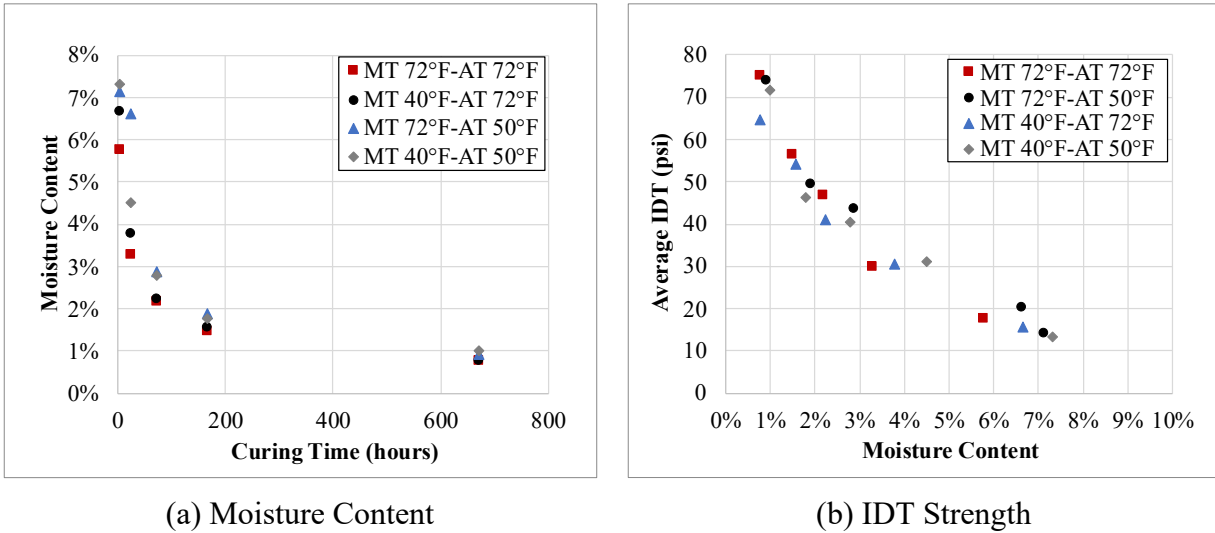 8%
7%
6%
5%
4%
3%
2%
1%
0%
Moisture Content
MT 72°F-AT 72°F
MT 40°F-AT 72°F
MT 72°F-AT 50°F
MT 40°F-AT 50°F
0 200 400 600 800
Curing Time (hours)
(a) Moisture Content
80
70
60
50
40
30
20
10
0
Average IDT (psi)
MT 72°F-AT 72°F
MT 72°F-AT 50°F
MT 40°F-AT 72°F
MT 40°F-AT 50°F
0% 1% 2% 3% 4% 5% 6% 7% 8% 9% 10%
Moisture Content
(b) IDT Strength